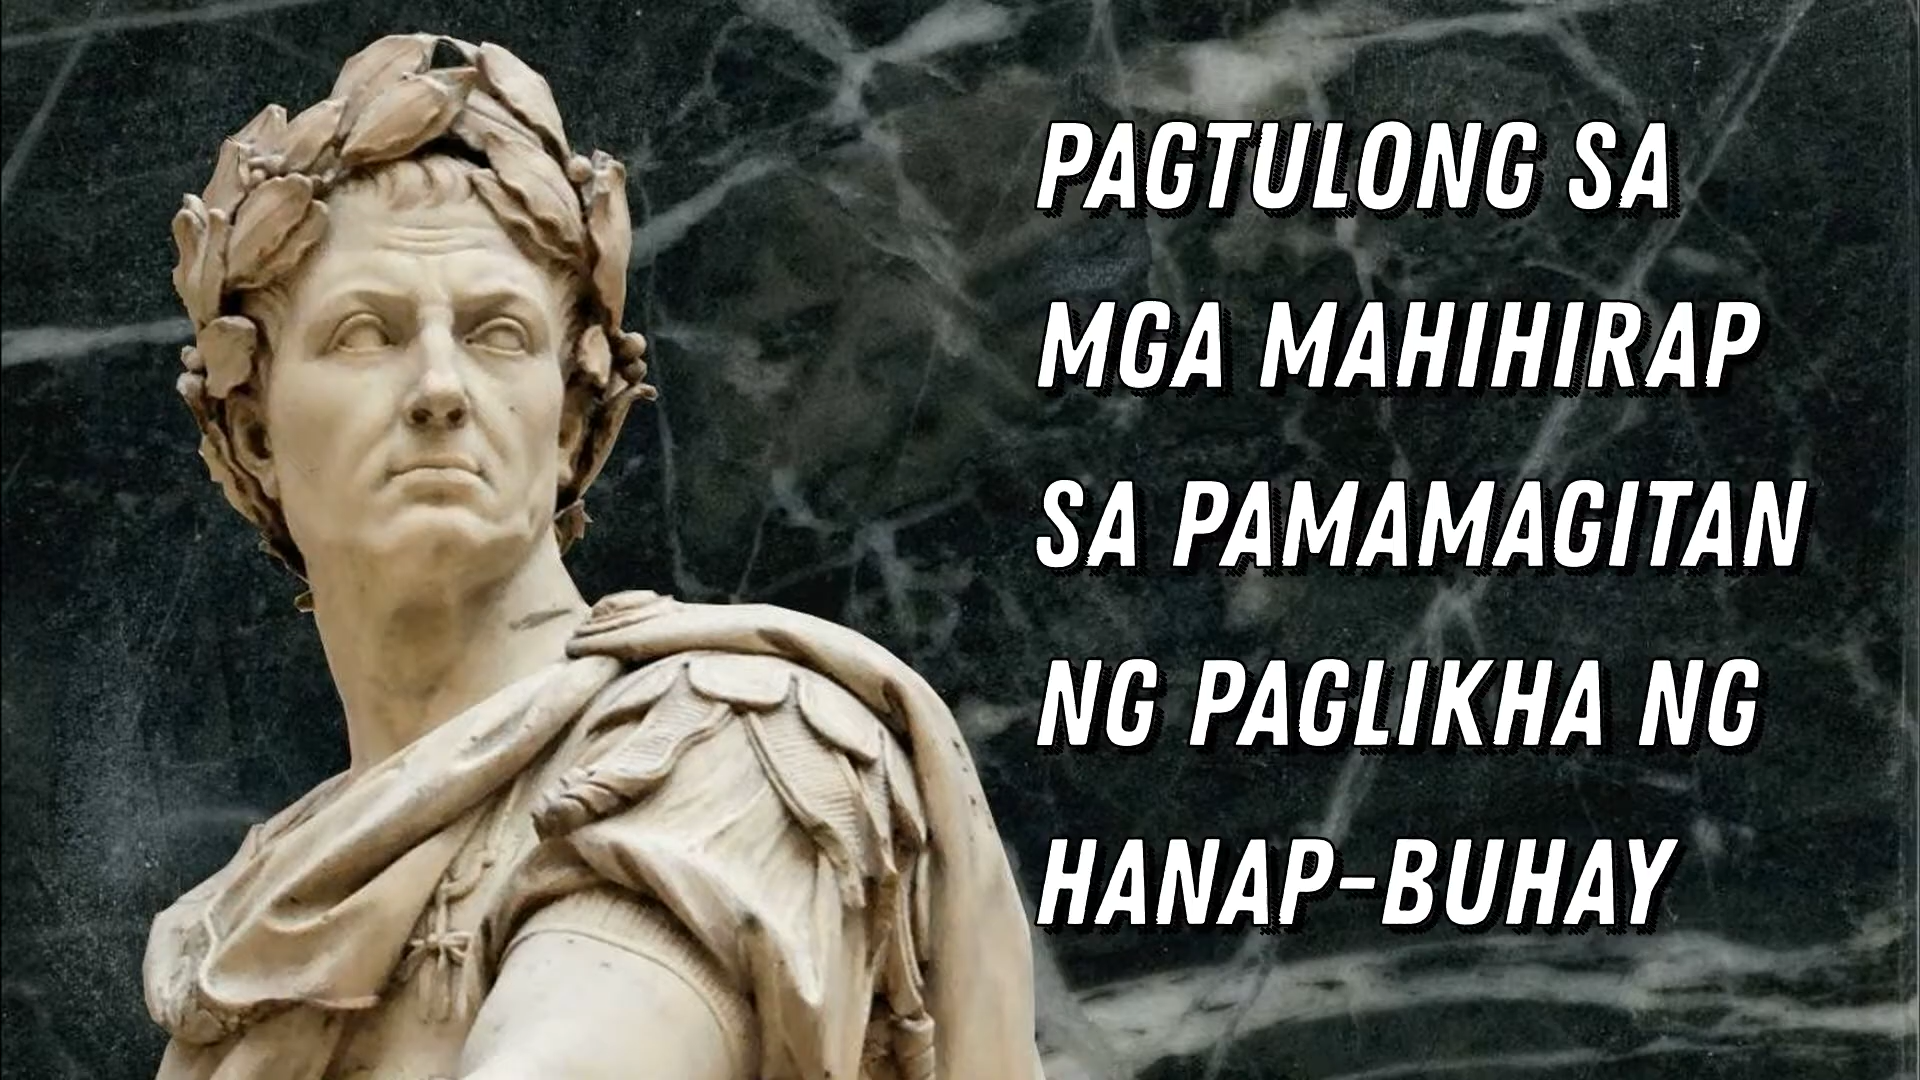 PAGTULONG SA
MGA MAHIHIRAP
SA PAMAMAGITAN
NG PAGLIKHA NG
HANAP-BUHAY